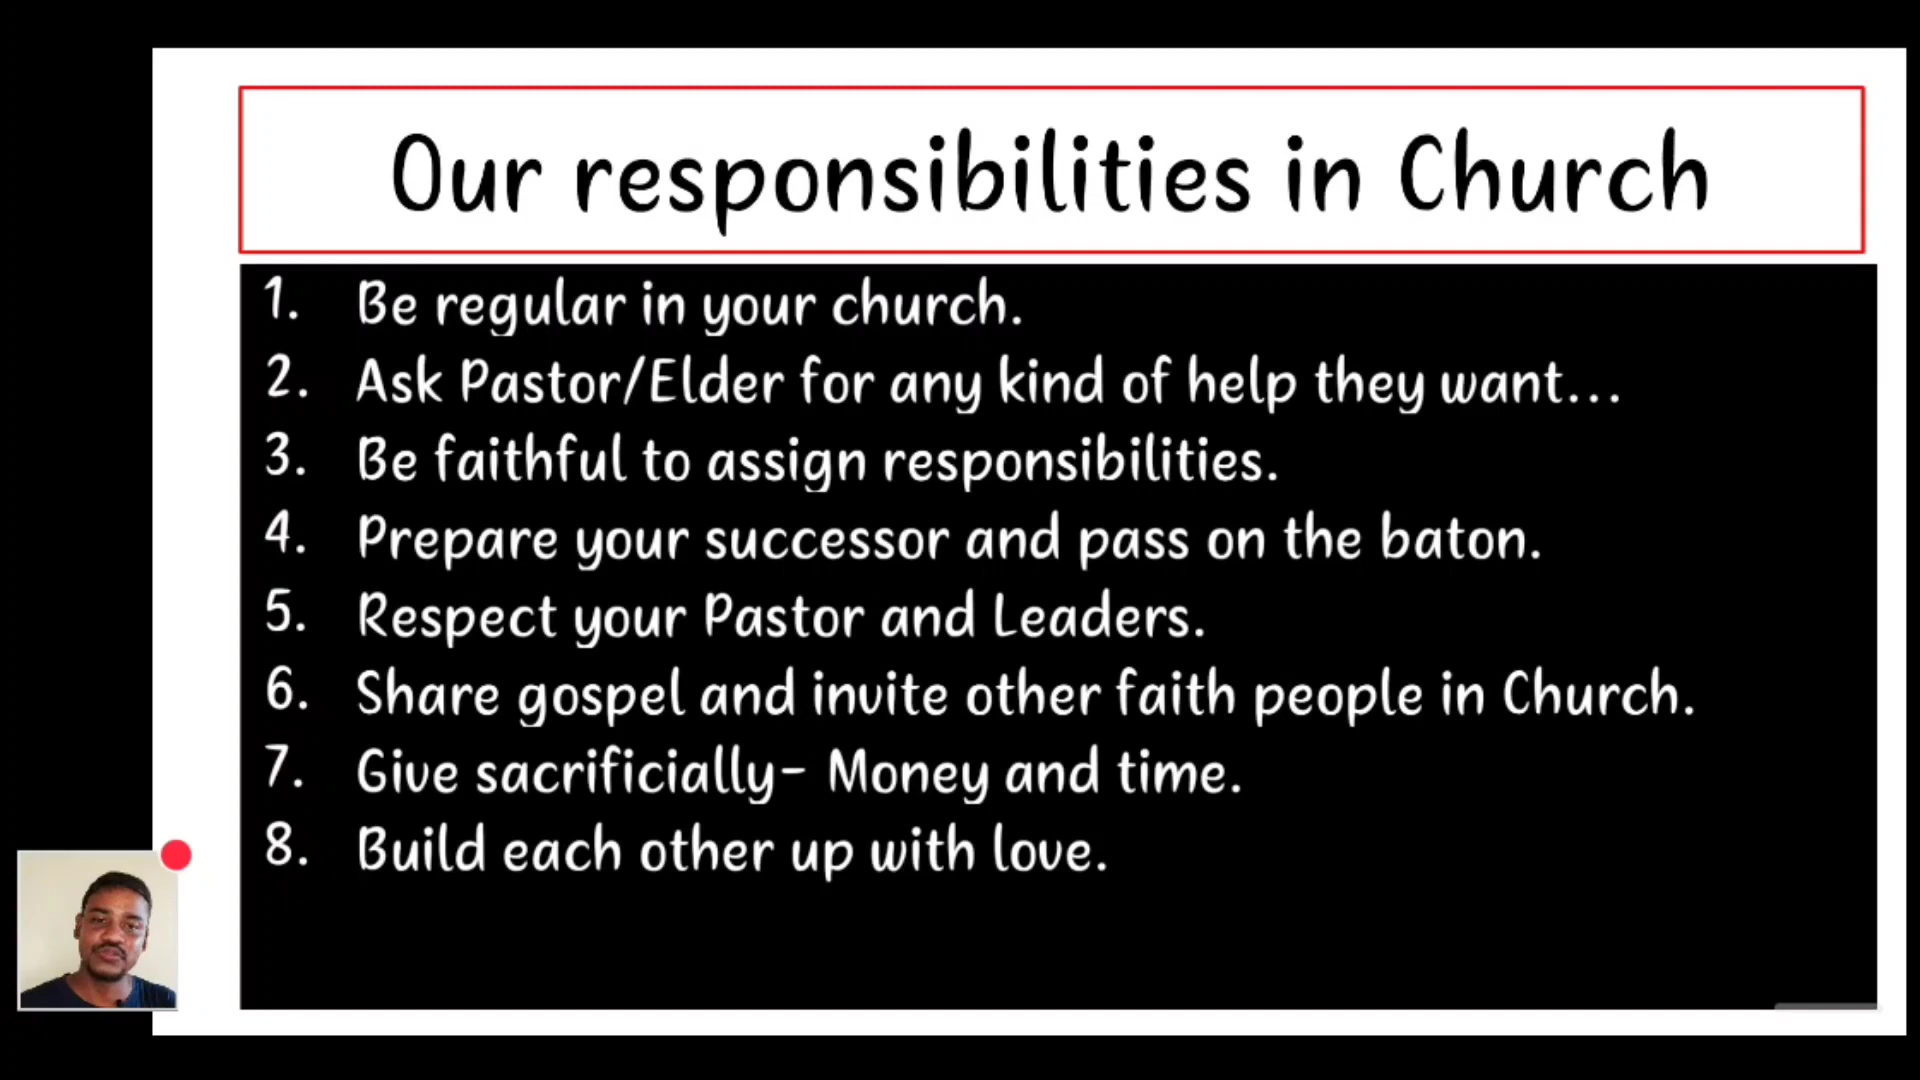 Our responsibilities in Church
1. Be regular in your church.
2. Ask Pastor/Elder for any kind of help they want...
3. Be faithful to assign responsibilities.
4. Prepare your successor and pass on the baton.
5. Respect your Pastor and Leaders.
6. Share gospel and invite other faith people in Church.
7. Give sacrificially- Money and time.
8. Build each other up with love.